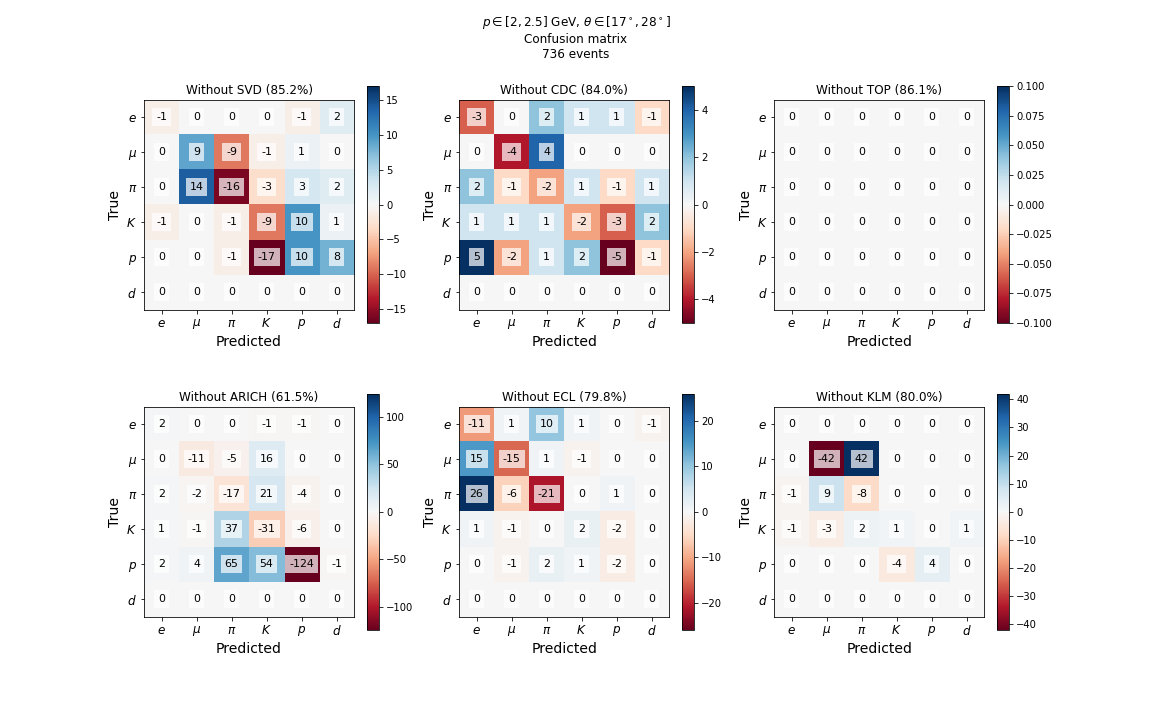 p ∈ [2, 2.5] GeV, θ ∈ [17°, 28°]
Confusion matrix
736 events
Without SVD (85.2%)
True
e -1 0 0 0 -1 2
μ 0 9 -9 -1 1 0
π 0 14 -16 -3 3 2
K -1 0 -1 -9 10 1
p 0 0 -1 -17 10 8
d 0 0 0 0 0 0
e μ π K p d
Predicted
15
10
5
0
−5
−10
−15
Without CDC (84.0%)
True
e -3 0 2 1 1 -1
μ 0 -4 4 0 0 0
π 2 -1 -2 1 -1 1
K 1 1 1 -2 -3 2
p 5 -2 1 2 -5 -1
d 0 0 0 0 0 0
e μ π K p d
Predicted
4
2
0
−2
−4
Without TOP (86.1%)
True
e 0 0 0 0 0 0
μ 0 0 0 0 0 0
π 0 0 0 0 0 0
K 0 0 0 0 0 0
p 0 0 0 0 0 0
d 0 0 0 0 0 0
e μ π K p d
Predicted
0.100
0.075
0.050
0.025
0.000
−0.025
−0.050
−0.075
−0.100
Without ARICH (61.5%)
True
e 2 0 0 -1 -1 0
μ 0 -11 -5 16 0 0
π 2 -2 -17 21 -4 0
K 1 -1 37 -31 -6 0
p 2 4 65 54 -124 -1
d 0 0 0 0 0 0
e μ π K p d
Predicted
100
50
0
−50
−100
Without ECL (79.8%)
True
e -11 1 10 1 0 -1
μ 15 -15 1 -1 0 0
π 26 -6 -21 0 1 0
K 1 -1 0 2 -2 0
p 0 -1 2 1 -2 0
d 0 0 0 0 0 0
e μ π K p d
Predicted
20
10
0
−10
−20
Without KLM (80.0%)
True
e 0 0 0 0 0 0
μ 0 -42 42 0 0 0
π -1 9 -8 0 0 0
K -1 -3 2 1 0 1
p 0 0 0 -4 4 0
d 0 0 0 0 0 0
e μ π K p d
Predicted
40
30
20
10
0
−10
−20
−30
−40